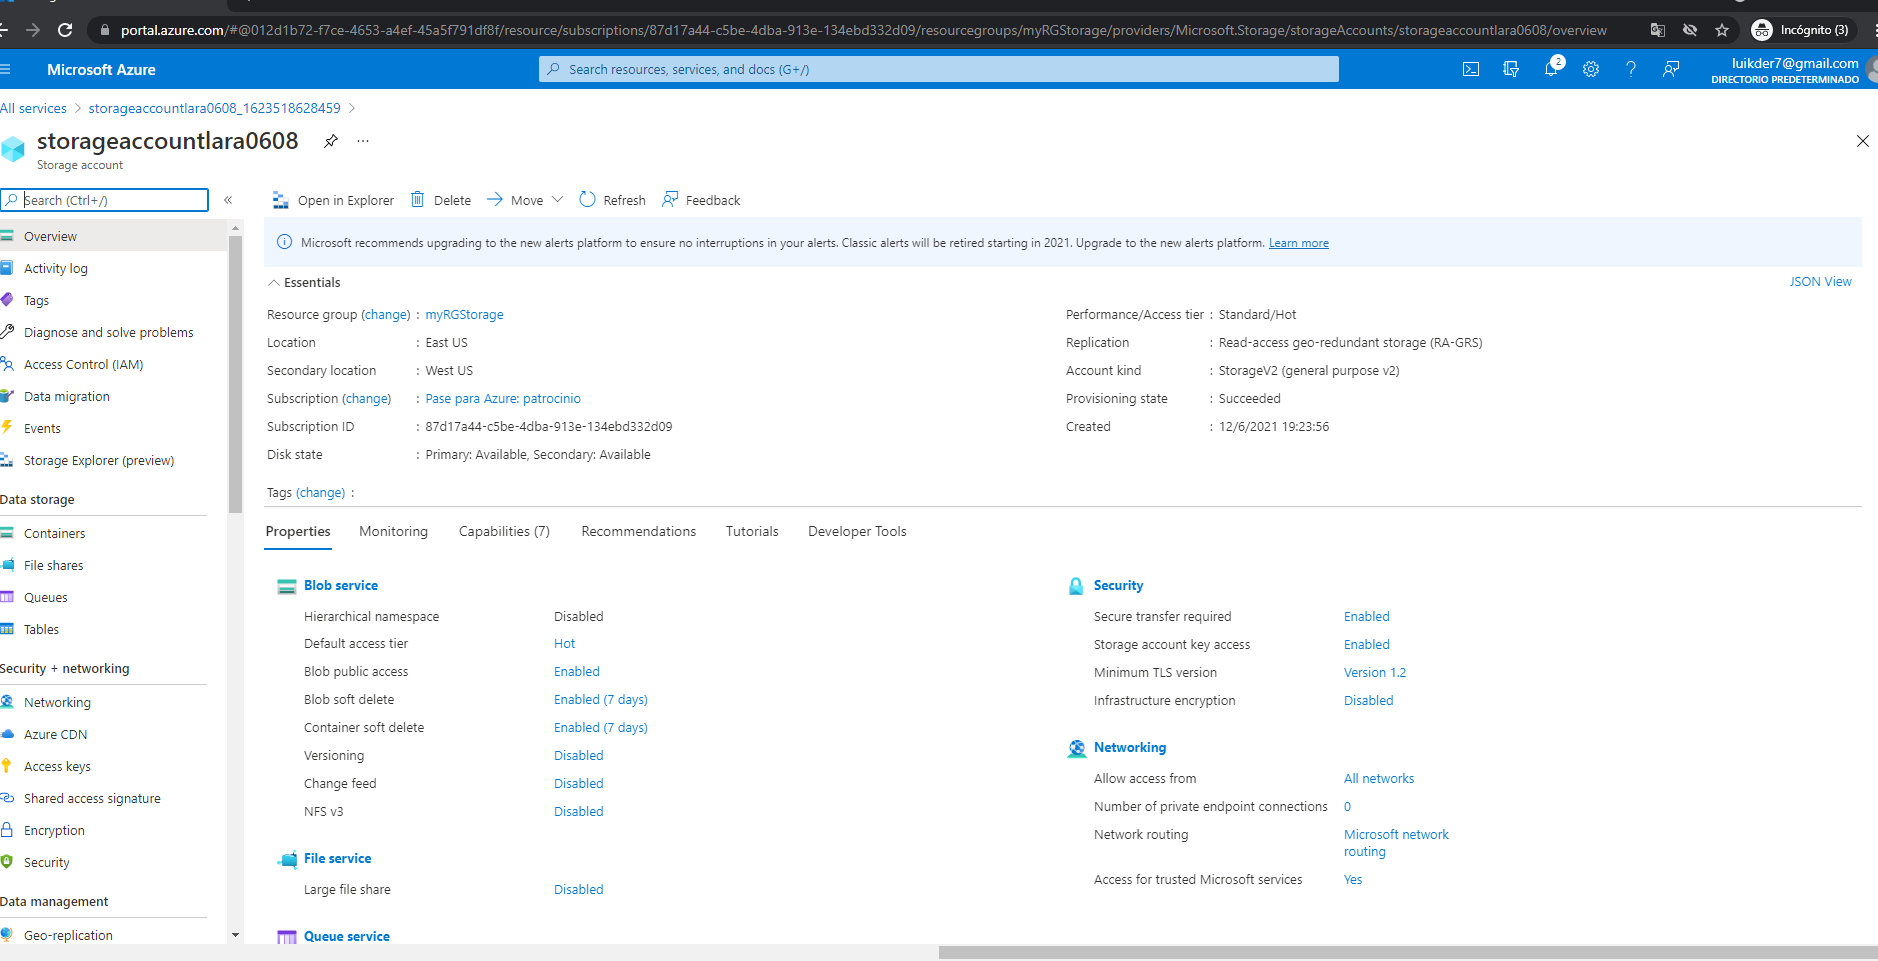 portal.azure.com/#@012d1b72-f7ce-4653-a4ef-45a5f791df8f/resource/subscriptions/87d17a44-c5be-4dba-913e-134ebd332d09/resourcegroups/myRGStorage/providers/Microsoft.Storage/storageAccounts/storageaccountlara0608/overview
Incógnito (3)
Microsoft Azure
Search resources, services, and docs (G+/)
2
luikder7@gmail.com
DIRECTORIO PREDETERMINADO
All services > storageaccountlara0608_1623518628459 >
storageaccountlara0608
Storage account
Search (Ctrl+/)
Open in Explorer
Delete
Move
Refresh
Feedback
Microsoft recommends upgrading to the new alerts platform to ensure no interruptions in your alerts. Classic alerts will be retired starting in 2021. Upgrade to the new alerts platform. Learn more
Overview
Activity log
Tags
Diagnose and solve problems
Access Control (IAM)
Data migration
Events
Storage Explorer (preview)
Data storage
Containers
File shares
Queues
Tables
Security + networking
Networking
Azure CDN
Access keys
Shared access signature
Encryption
Security
Data management
Geo-replication
Essentials
JSON View
Resource group (change) : myRGStorage
Location : East US
Secondary location : West US
Subscription (change) : Pase para Azure: patrocinio
Subscription ID : 87d17a44-c5be-4dba-913e-134ebd332d09
Disk state : Primary: Available, Secondary: Available
Performance/Access tier : Standard/Hot
Replication : Read-access geo-redundant storage (RA-GRS)
Account kind : StorageV2 (general purpose v2)
Provisioning state : Succeeded
Created : 12/6/2021 19:23:56
Tags (change) :
Properties
Monitoring
Capabilities (7)
Recommendations
Tutorials
Developer Tools
Blob service
Hierarchical namespace Disabled
Default access tier Hot
Blob public access Enabled
Blob soft delete Enabled (7 days)
Container soft delete Enabled (7 days)
Versioning Disabled
Change feed Disabled
NFS v3 Disabled
File service
Large file share Disabled
Queue service
Security
Secure transfer required Enabled
Storage account key access Enabled
Minimum TLS version Version 1.2
Infrastructure encryption Disabled
Networking
Allow access from All networks
Number of private endpoint connections 0
Network routing Microsoft network
routing
Access for trusted Microsoft services Yes